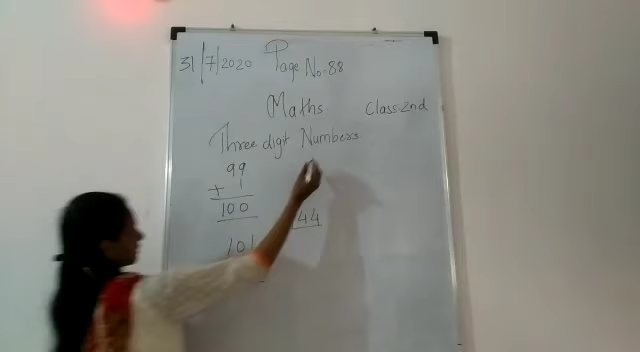 31/7/2020 Page No-88
Maths. Class-2nd
Three digit Numbers
99
+ 1
100
44
101